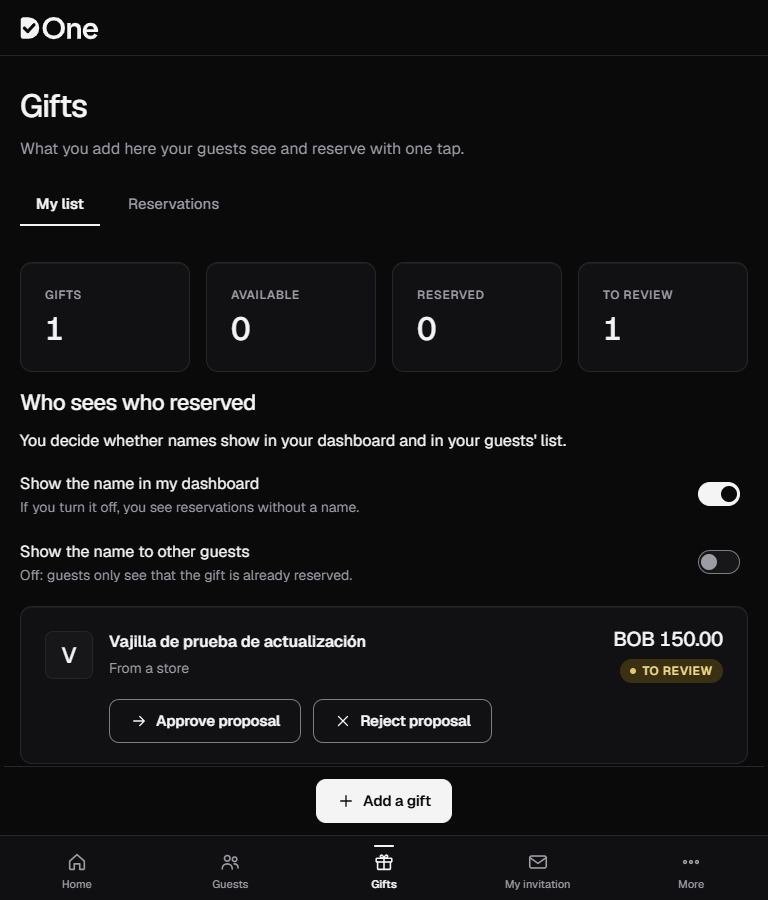 One
Gifts
What you add here your guests see and reserve with one tap.
My list
Reservations
GIFTS
1
AVAILABLE
0
RESERVED
0
TO REVIEW
1
Who sees who reserved
You decide whether names show in your dashboard and in your guests' list.
Show the name in my dashboard
If you turn it off, you see reservations without a name.
Show the name to other guests
Off: guests only see that the gift is already reserved.
V
Vajilla de prueba de actualización
From a store
BOB 150.00
TO REVIEW
Approve proposal
Reject proposal
Add a gift
Home
Guests
Gifts
My invitation
More